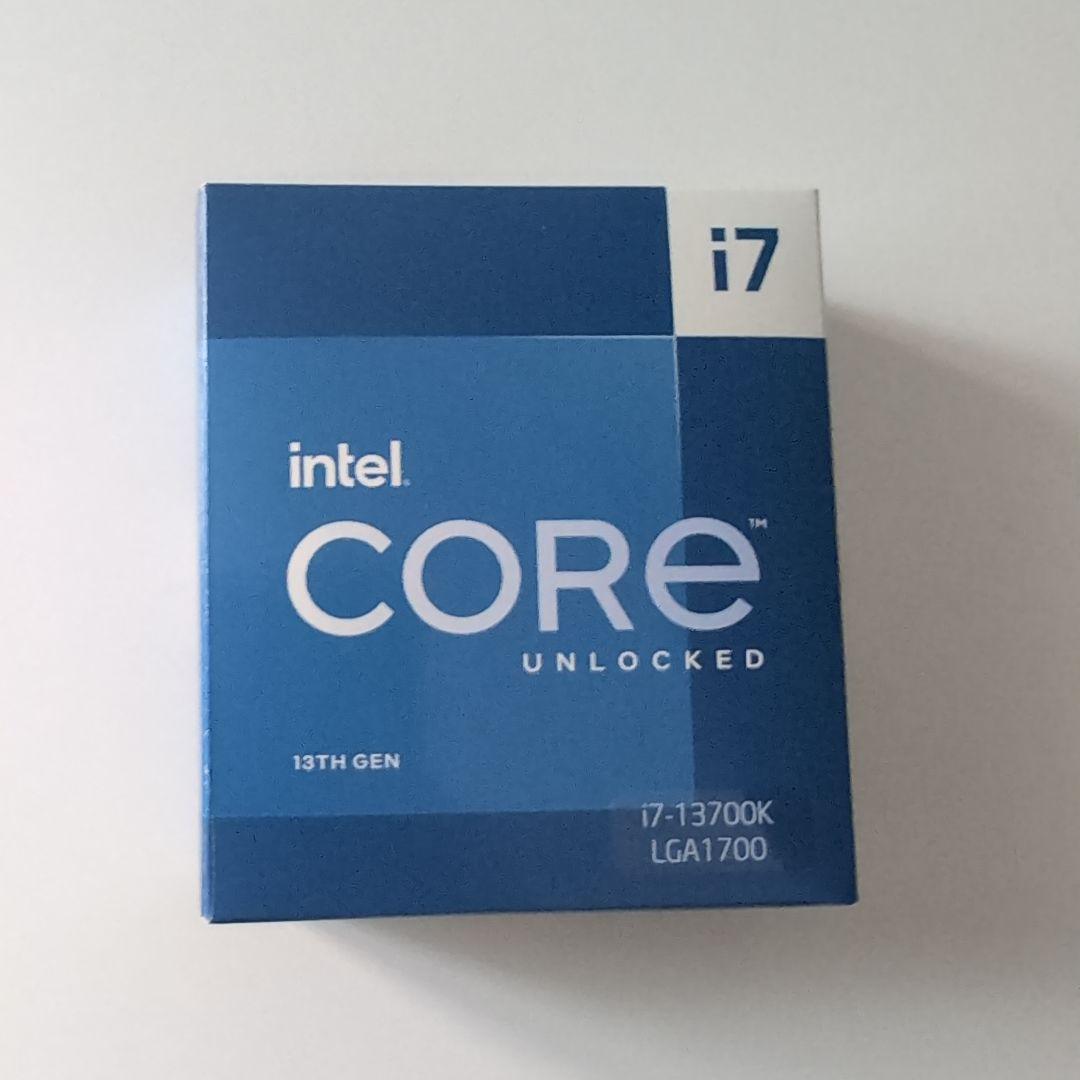 i7
intel.
CORE™
UNLOCKED
13TH GEN
i7-13700K
LGA1700